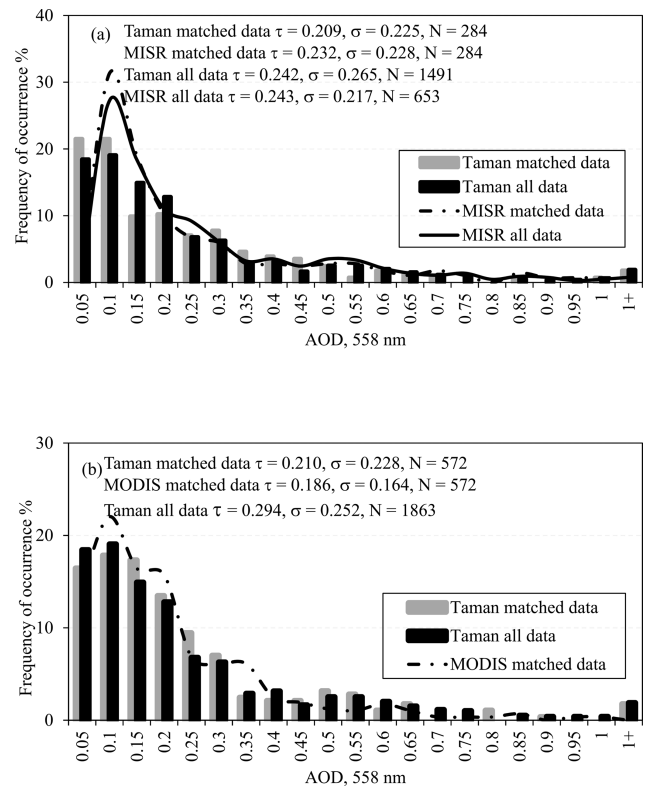 (a) Taman matched data τ = 0.209, σ = 0.225, N = 284
MISR matched data τ = 0.232, σ = 0.228, N = 284
Taman all data τ = 0.242, σ = 0.265, N = 1491
MISR all data τ = 0.243, σ = 0.217, N = 653
Frequency of occurrence %
40
30
20
10
0
Taman matched data
Taman all data
MISR matched data
MISR all data
0.05 0.1 0.15 0.2 0.25 0.3 0.35 0.4 0.45 0.5 0.55 0.6 0.65 0.7 0.75 0.8 0.85 0.9 0.95 1 1+
AOD, 558 nm
(b) Taman matched data τ = 0.210, σ = 0.228, N = 572
MODIS matched data τ = 0.186, σ = 0.164, N = 572
Taman all data τ = 0.294, σ = 0.252, N = 1863
Frequency of occurrence %
30
20
10
0
Taman matched data
Taman all data
MODIS matched data
0.05 0.1 0.15 0.2 0.25 0.3 0.35 0.4 0.45 0.5 0.55 0.6 0.65 0.7 0.75 0.8 0.85 0.9 0.95 1 1+
AOD, 558 nm